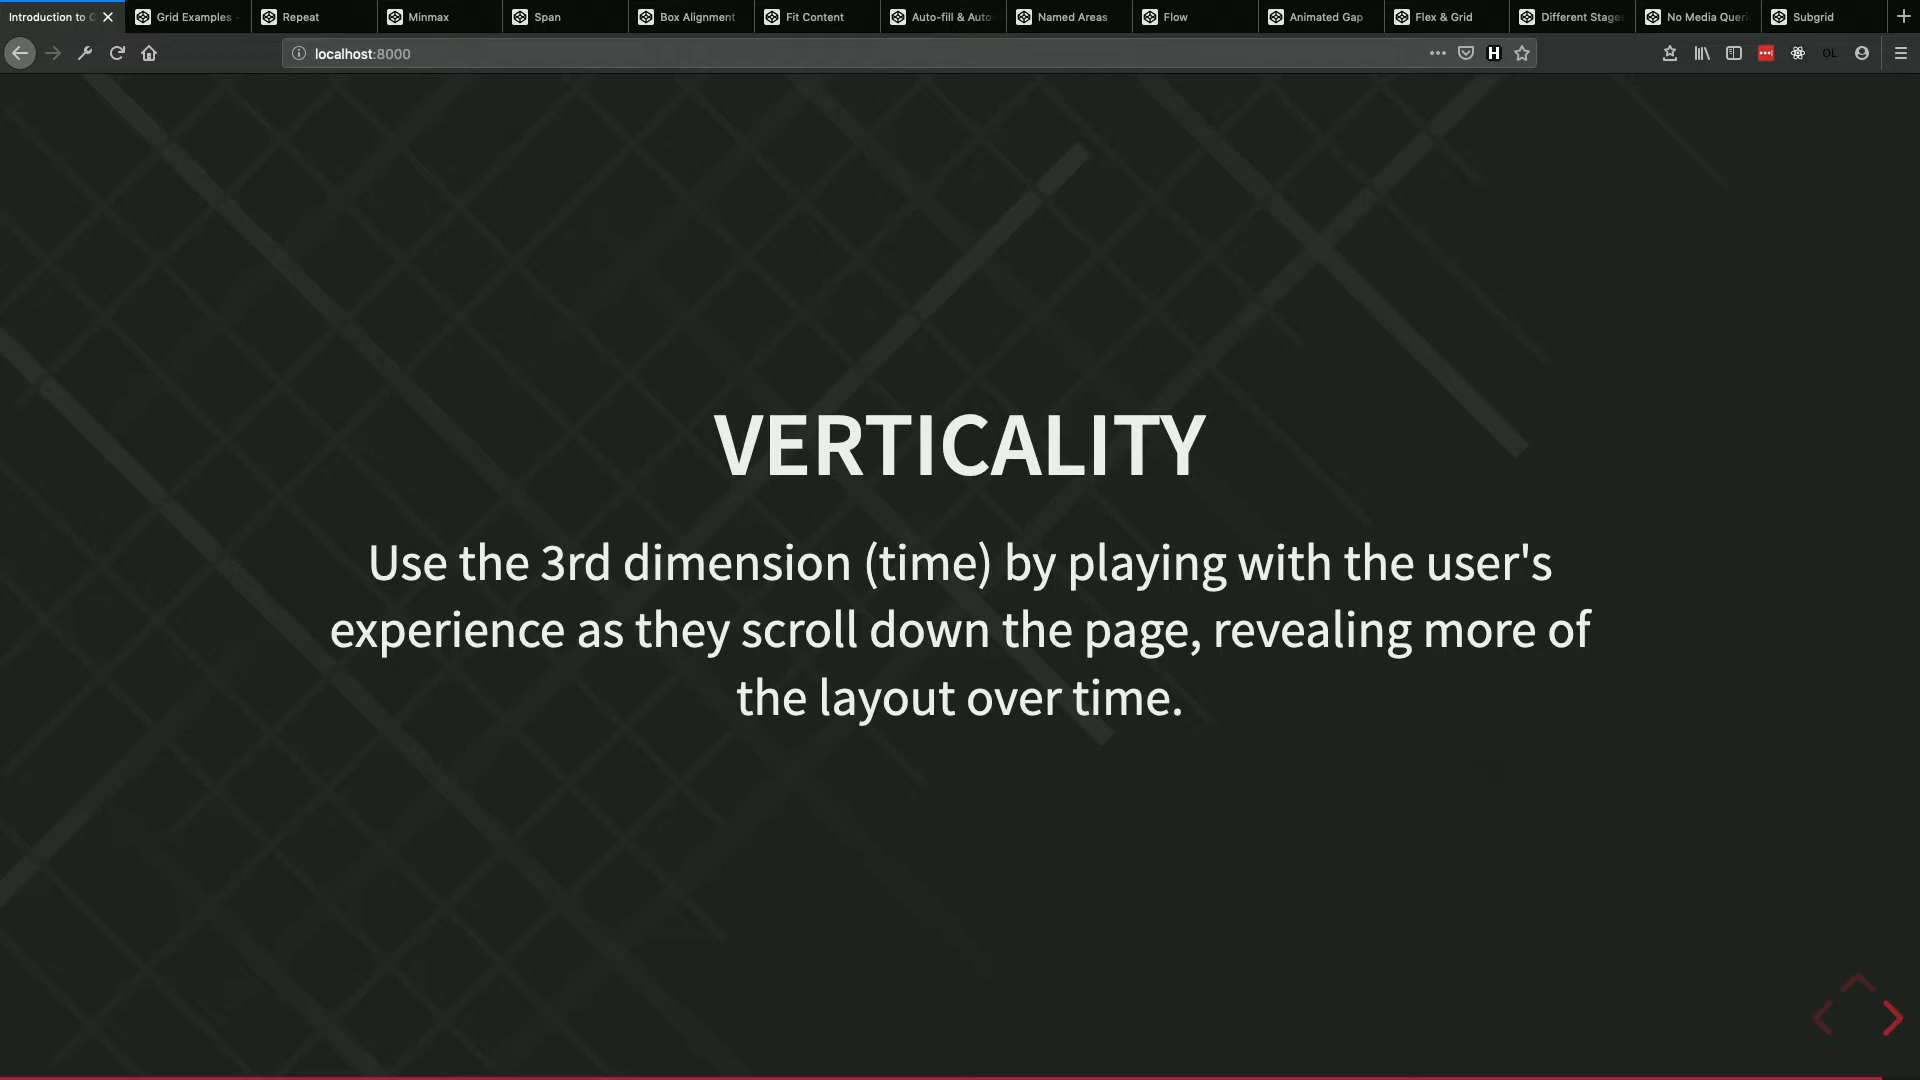 Introduction to C
Grid Examples -
Repeat
Minmax
Span
Box Alignment
Fit Content
Auto-fill & Auto
Named Areas
Flow
Animated Gap
Flex & Grid
Different Stage
No Media Queri
Subgrid
localhost:8000
H
OL
VERTICALITY
Use the 3rd dimension (time) by playing with the user's
experience as they scroll down the page, revealing more of
the layout over time.